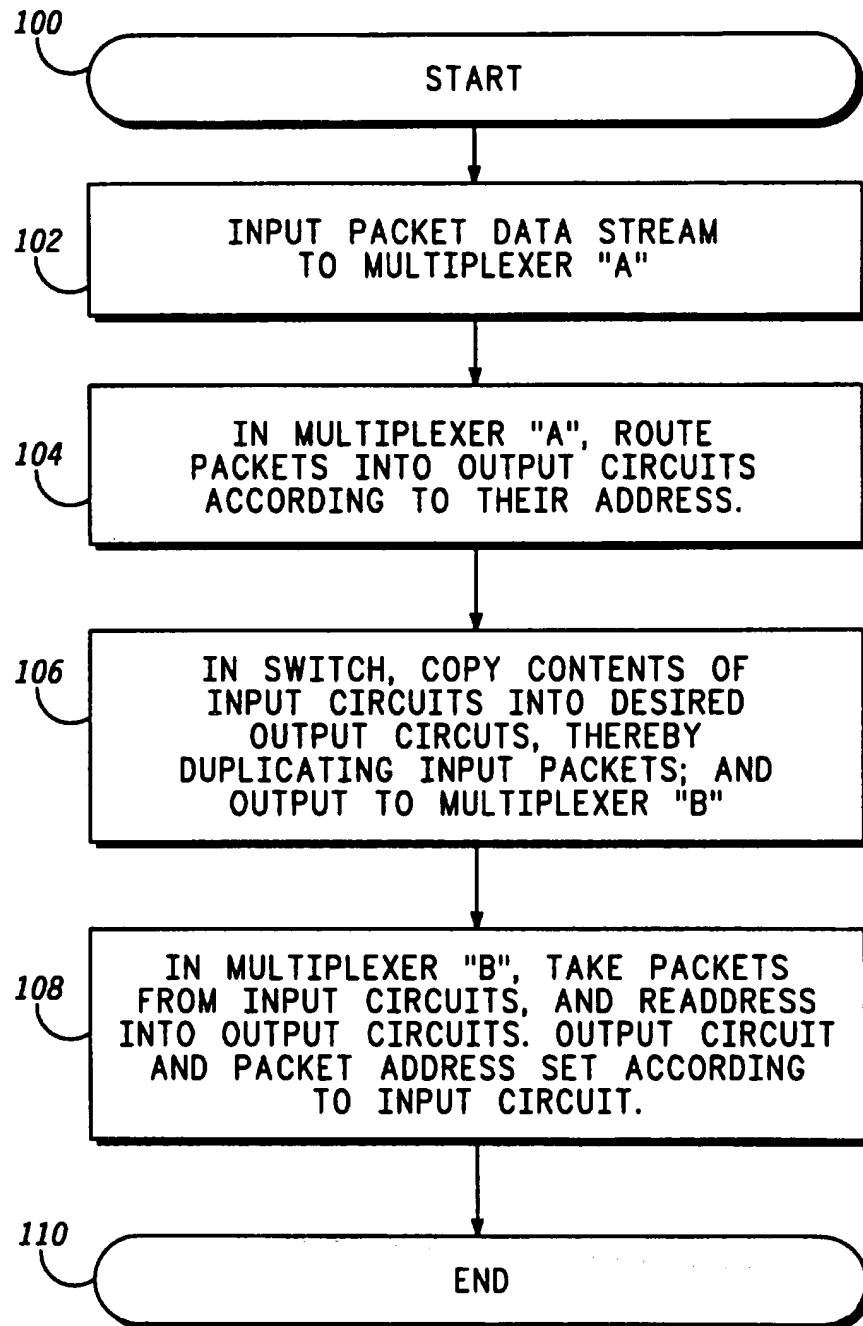 100
START
102
INPUT PACKET DATA STREAM
TO MULTIPLEXER "A"
104
IN MULTIPLEXER "A", ROUTE
PACKETS INTO OUTPUT CIRCUITS
ACCORDING TO THEIR ADDRESS.
106
IN SWITCH, COPY CONTENTS OF
INPUT CIRCUITS INTO DESIRED
OUTPUT CIRCUTS, THEREBY
DUPLICATING INPUT PACKETS; AND
OUTPUT TO MULTIPLEXER "B"
108
IN MULTIPLEXER "B", TAKE PACKETS
FROM INPUT CIRCUITS, AND READDRESS
INTO OUTPUT CIRCUITS. OUTPUT CIRCUIT
AND PACKET ADDRESS SET ACCORDING
TO INPUT CIRCUIT.
110
END